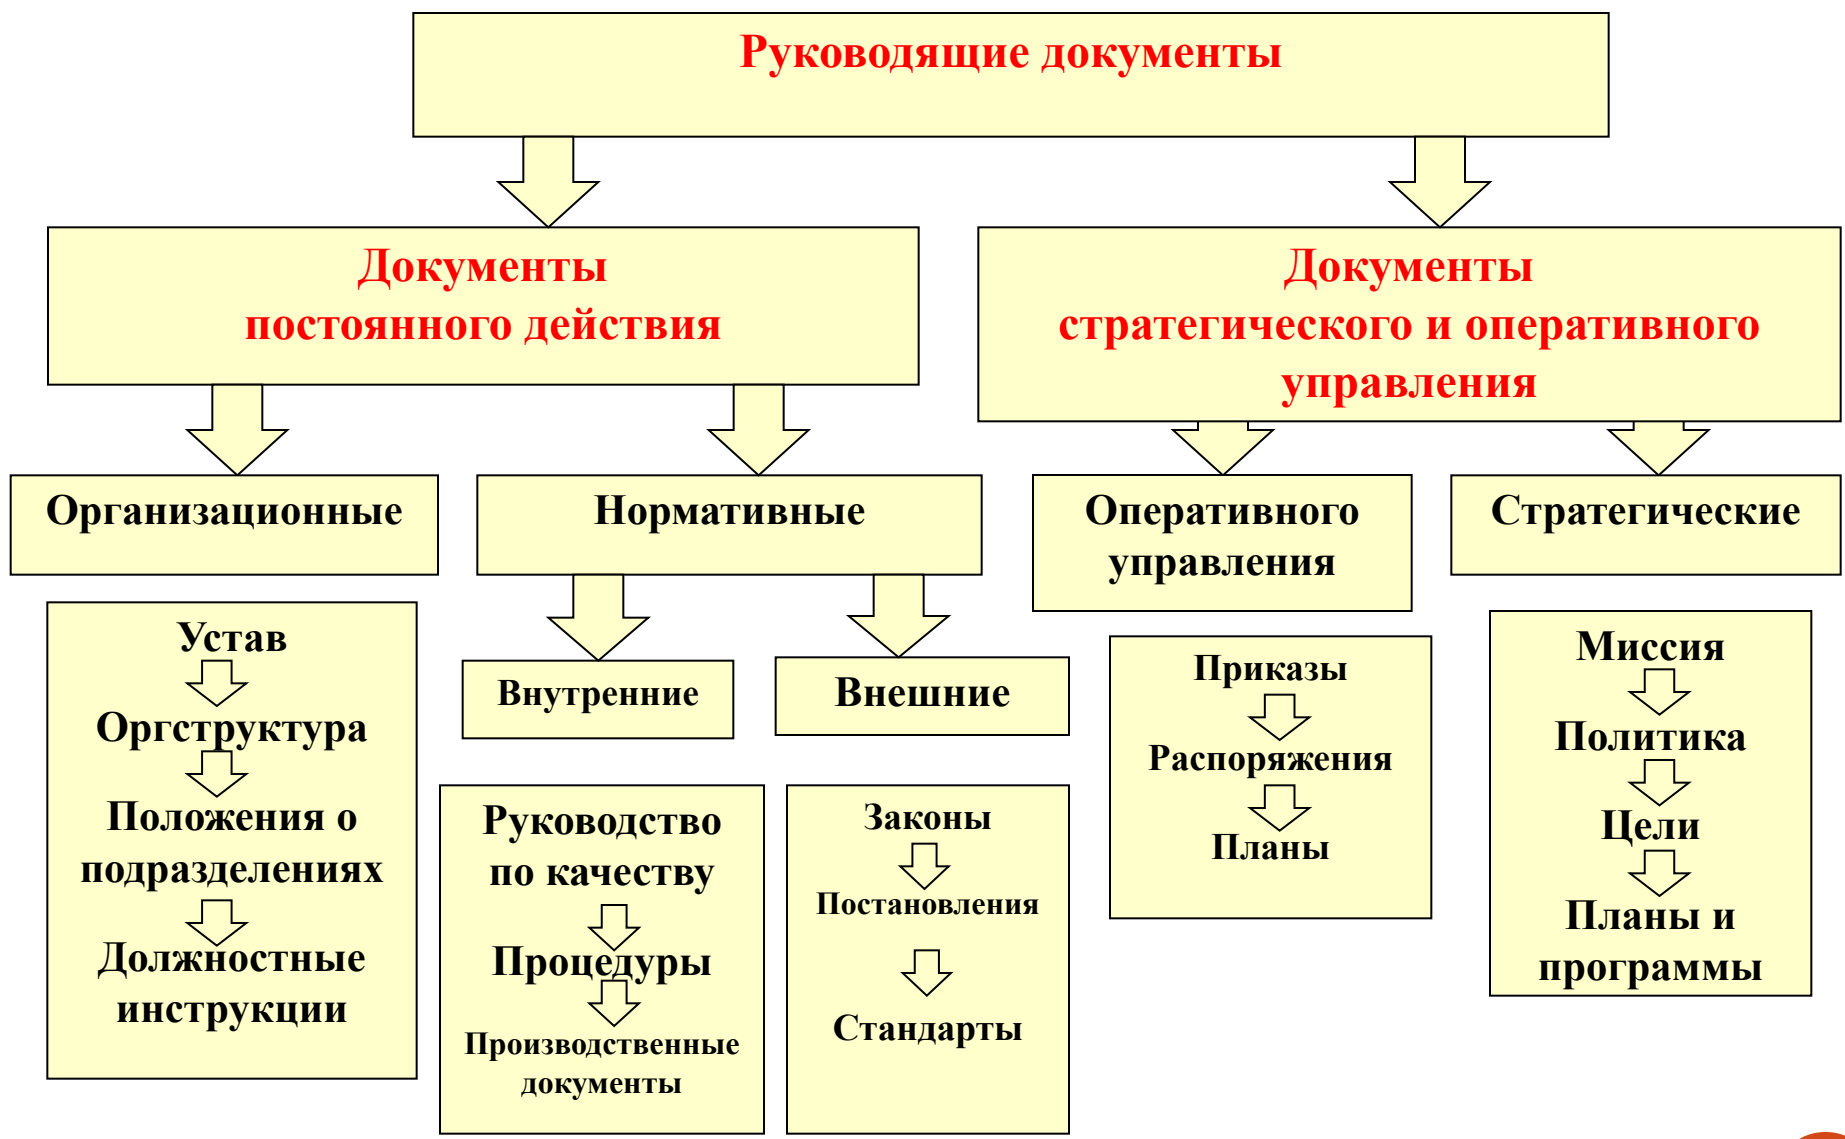 Руководящие документы
Документы
постоянного действия
Документы
стратегического и оперативного
управления
Организационные
Нормативные
Оперативного
управления
Стратегические
Устав
Оргструктура
Положения о
подразделениях
Должностные
инструкции
Внутренние
Внешние
Руководство
по качеству
Процедуры
Производственные
документы
Законы
Постановления
Стандарты
Приказы
Распоряжения
Планы
Миссия
Политика
Цели
Планы и
программы